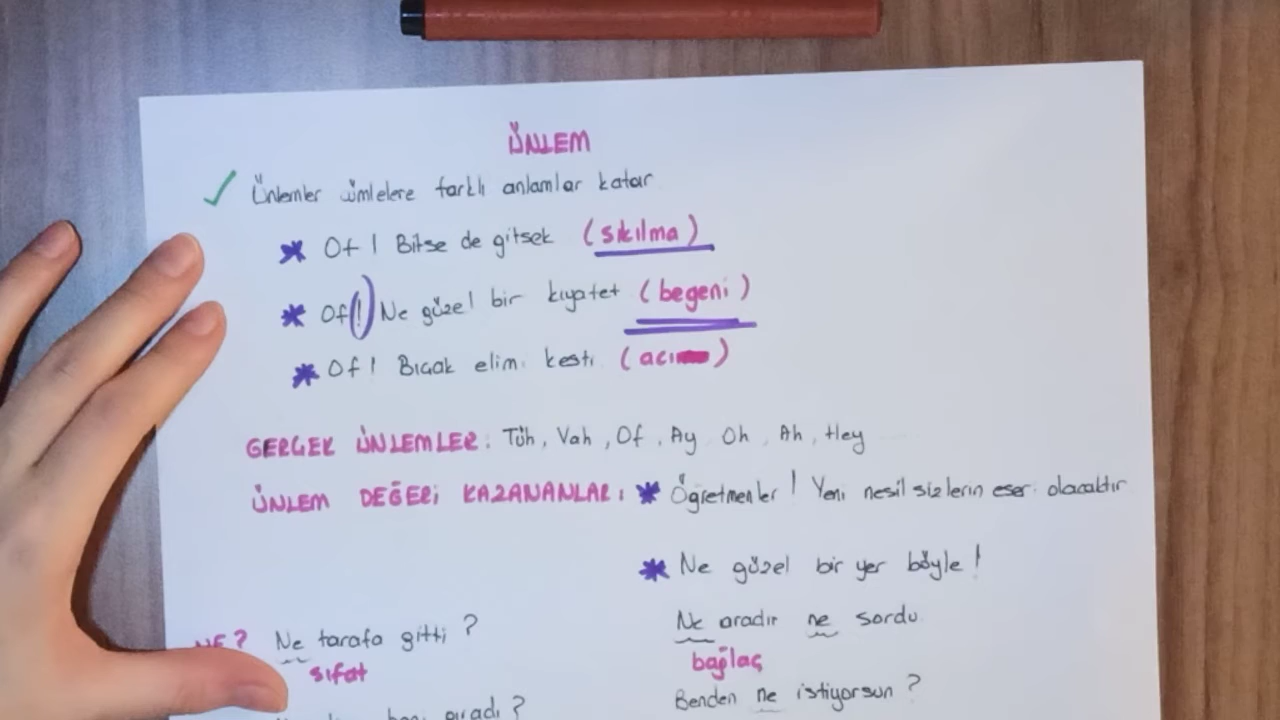 ÜNLEM
✓ Ünlemler cümlelere farklı anlamlar katar
* Of! Bitse de gitsek (sıkılma)
* Of(!) Ne güzel bir kıyafet (begeni)
* Of! Bıcak elimi kesti (acı)
GERÇEK ÜNLEMLER: Tüh, Vah, Of, Ay Oh, Ah, Hey
ÜNLEM DEĞERİ KAZANANLAR: * Öğretmenler! Yeni nesil sizlerin eseri olacaktır
* Ne güzel bir yer böyle!
NE? Ne tarafa gitti?
sıfat
Ne aradır ne sordu
bağlaç
Benden ne istiyorsun?